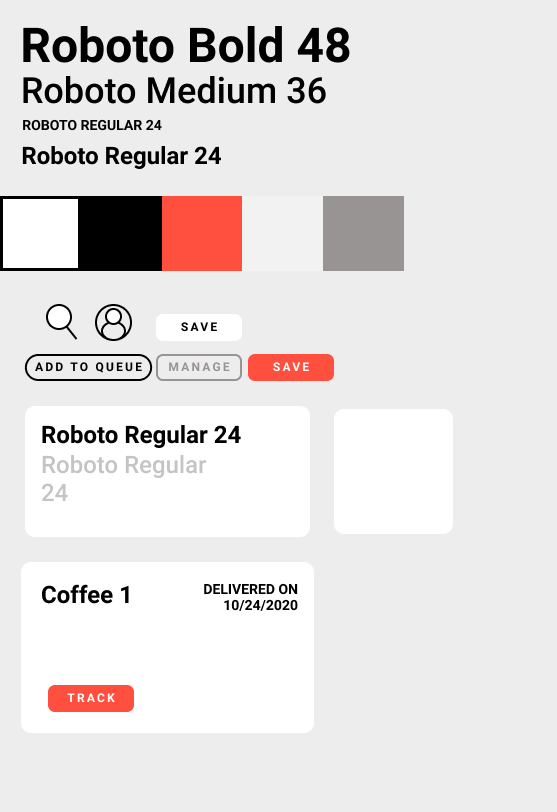 Roboto Bold 48
Roboto Medium 36
ROBOTO REGULAR 24
Roboto Regular 24
SAVE
ADD TO QUEUE
MANAGE
SAVE
Roboto Regular 24
Roboto Regular
24
Coffee 1
DELIVERED ON
10/24/2020
TRACK